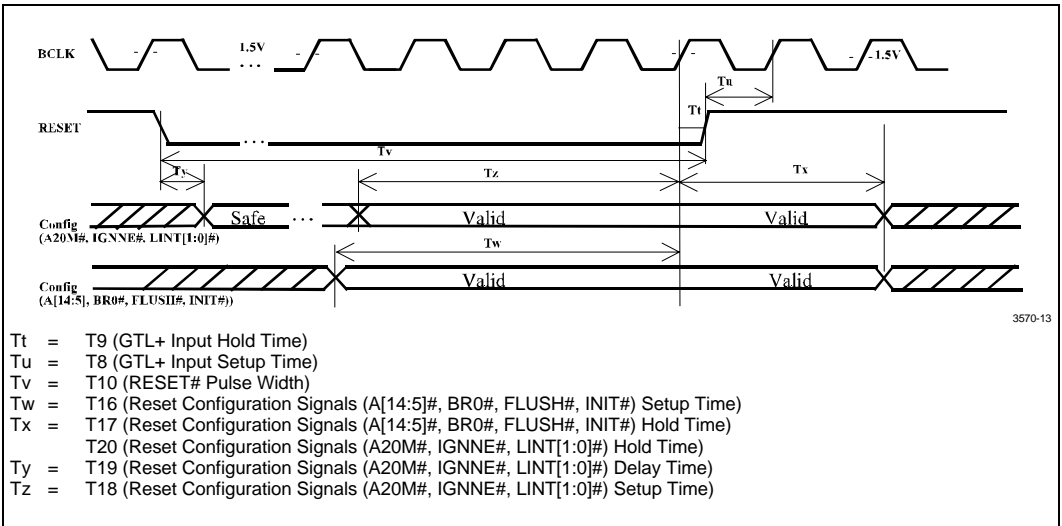 BCLK
1.5V
. . .
1.5V
Tu
Tt
RESET
. . .
Tv
Ty
Tz
Tx
Safe
. . .
Valid
Valid
Config
(A20M#, IGNNE#, LINT[1:0]#)
Tw
Valid
Valid
Config
(A[14:5], BR0#, FLUSH#, INIT#))
3570-13
Tt = T9 (GTL+ Input Hold Time)
Tu = T8 (GTL+ Input Setup Time)
Tv = T10 (RESET# Pulse Width)
Tw = T16 (Reset Configuration Signals (A[14:5]#, BR0#, FLUSH#, INIT#) Setup Time)
Tx = T17 (Reset Configuration Signals (A[14:5]#, BR0#, FLUSH#, INIT#) Hold Time)
T20 (Reset Configuration Signals (A20M#, IGNNE#, LINT[1:0]#) Hold Time)
Ty = T19 (Reset Configuration Signals (A20M#, IGNNE#, LINT[1:0]#) Delay Time)
Tz = T18 (Reset Configuration Signals (A20M#, IGNNE#, LINT[1:0]#) Setup Time)